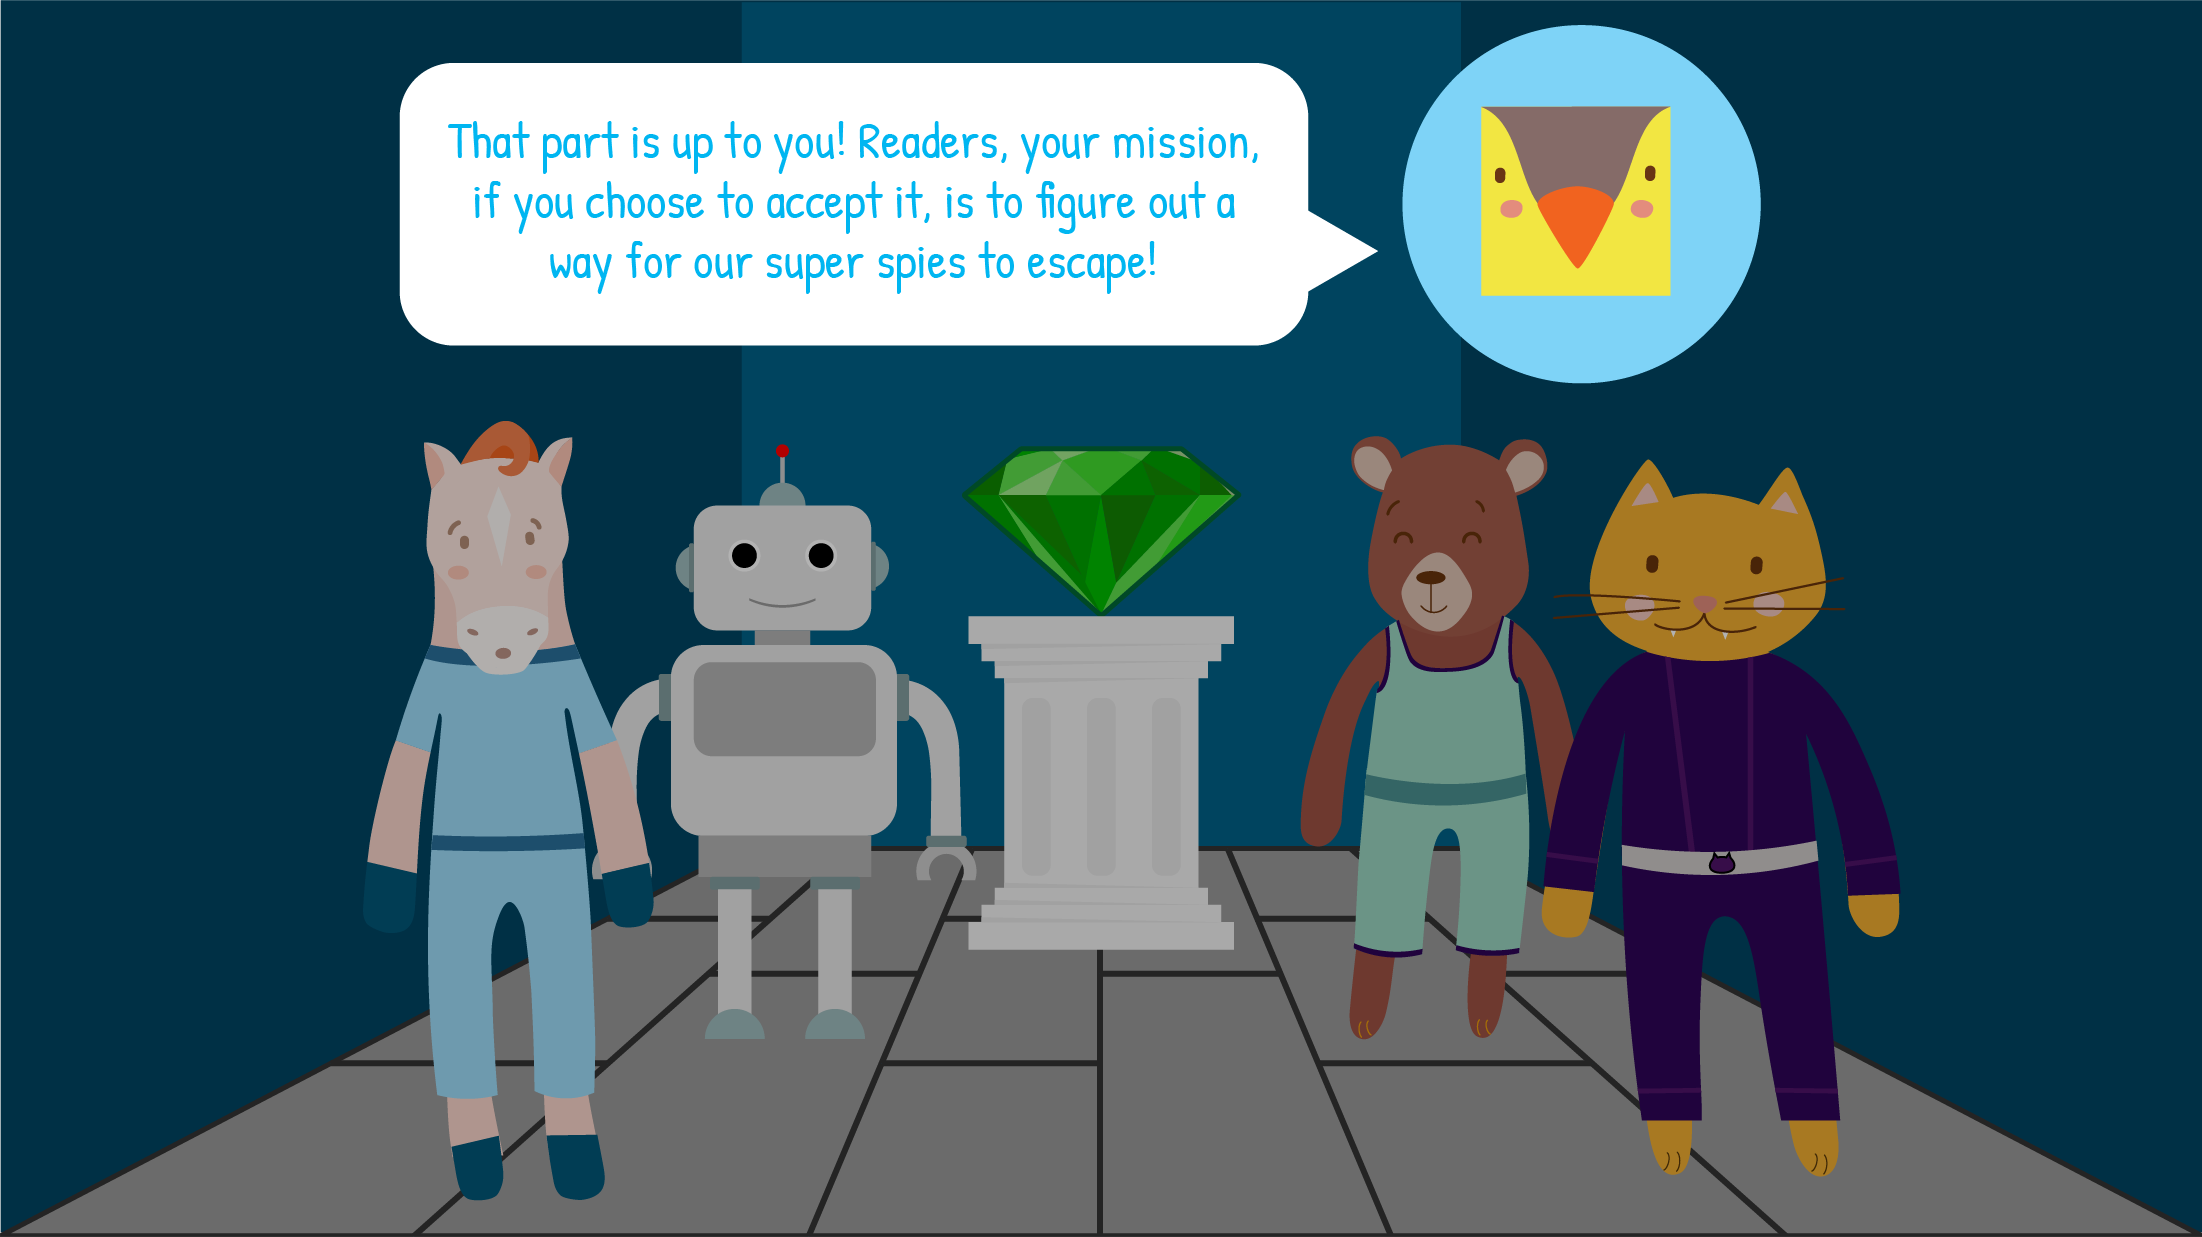 That part is up to you! Readers, your mission,
if you choose to accept it, is to figure out a
way for our super spies to escape!